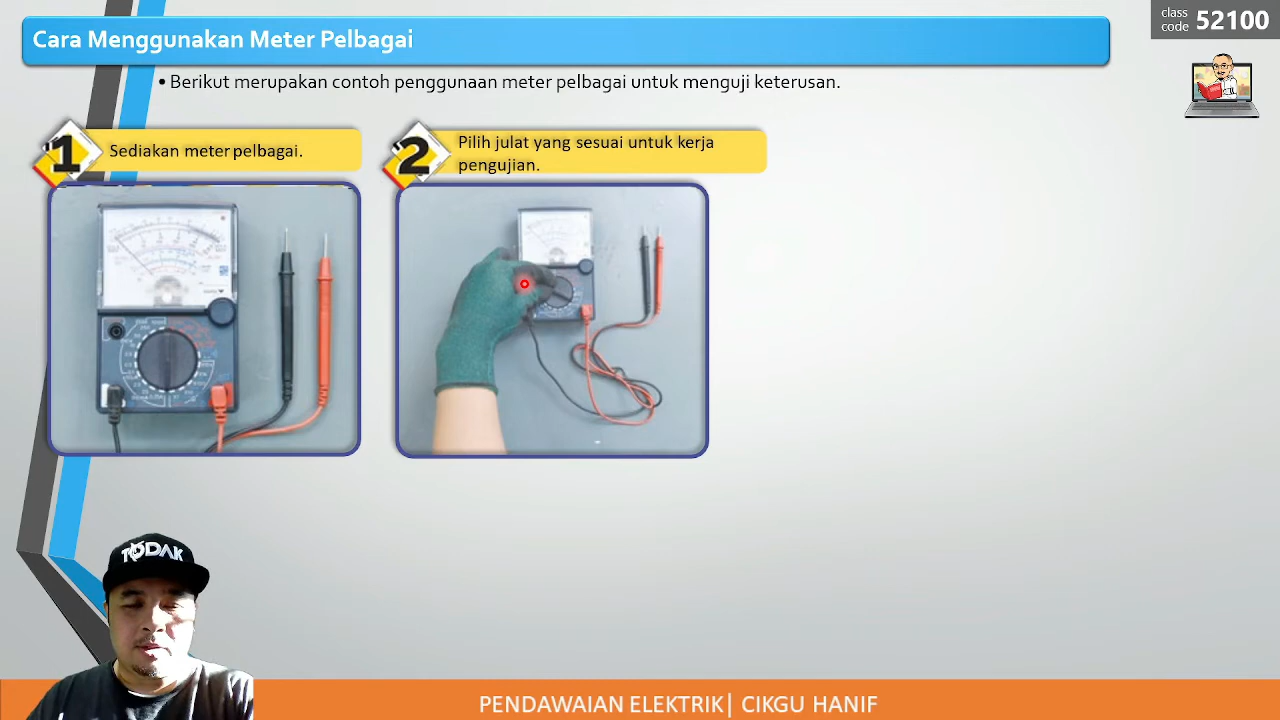 class
code 52100
Cara Menggunakan Meter Pelbagai
• Berikut merupakan contoh penggunaan meter pelbagai untuk menguji keterusan.
1
Sediakan meter pelbagai.
2
Pilih julat yang sesuai untuk kerja
pengujian.
TODAK
PENDAWAIAN ELEKTRIK| CIKGU HANIF